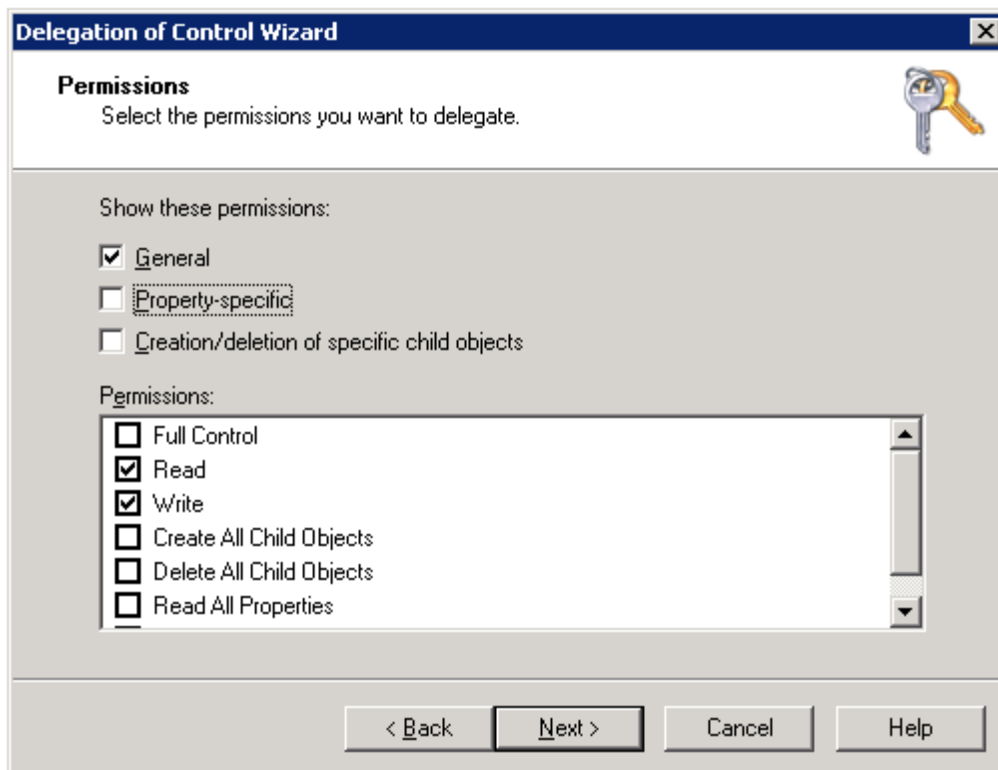 Delegation of Control Wizard
Permissions
Select the permissions you want to delegate.
Show these permissions:
General
Property-specific
Creation/deletion of specific child objects
Permissions:
Full Control
Read
Write
Create All Child Objects
Delete All Child Objects
Read All Properties
< Back Next > Cancel Help